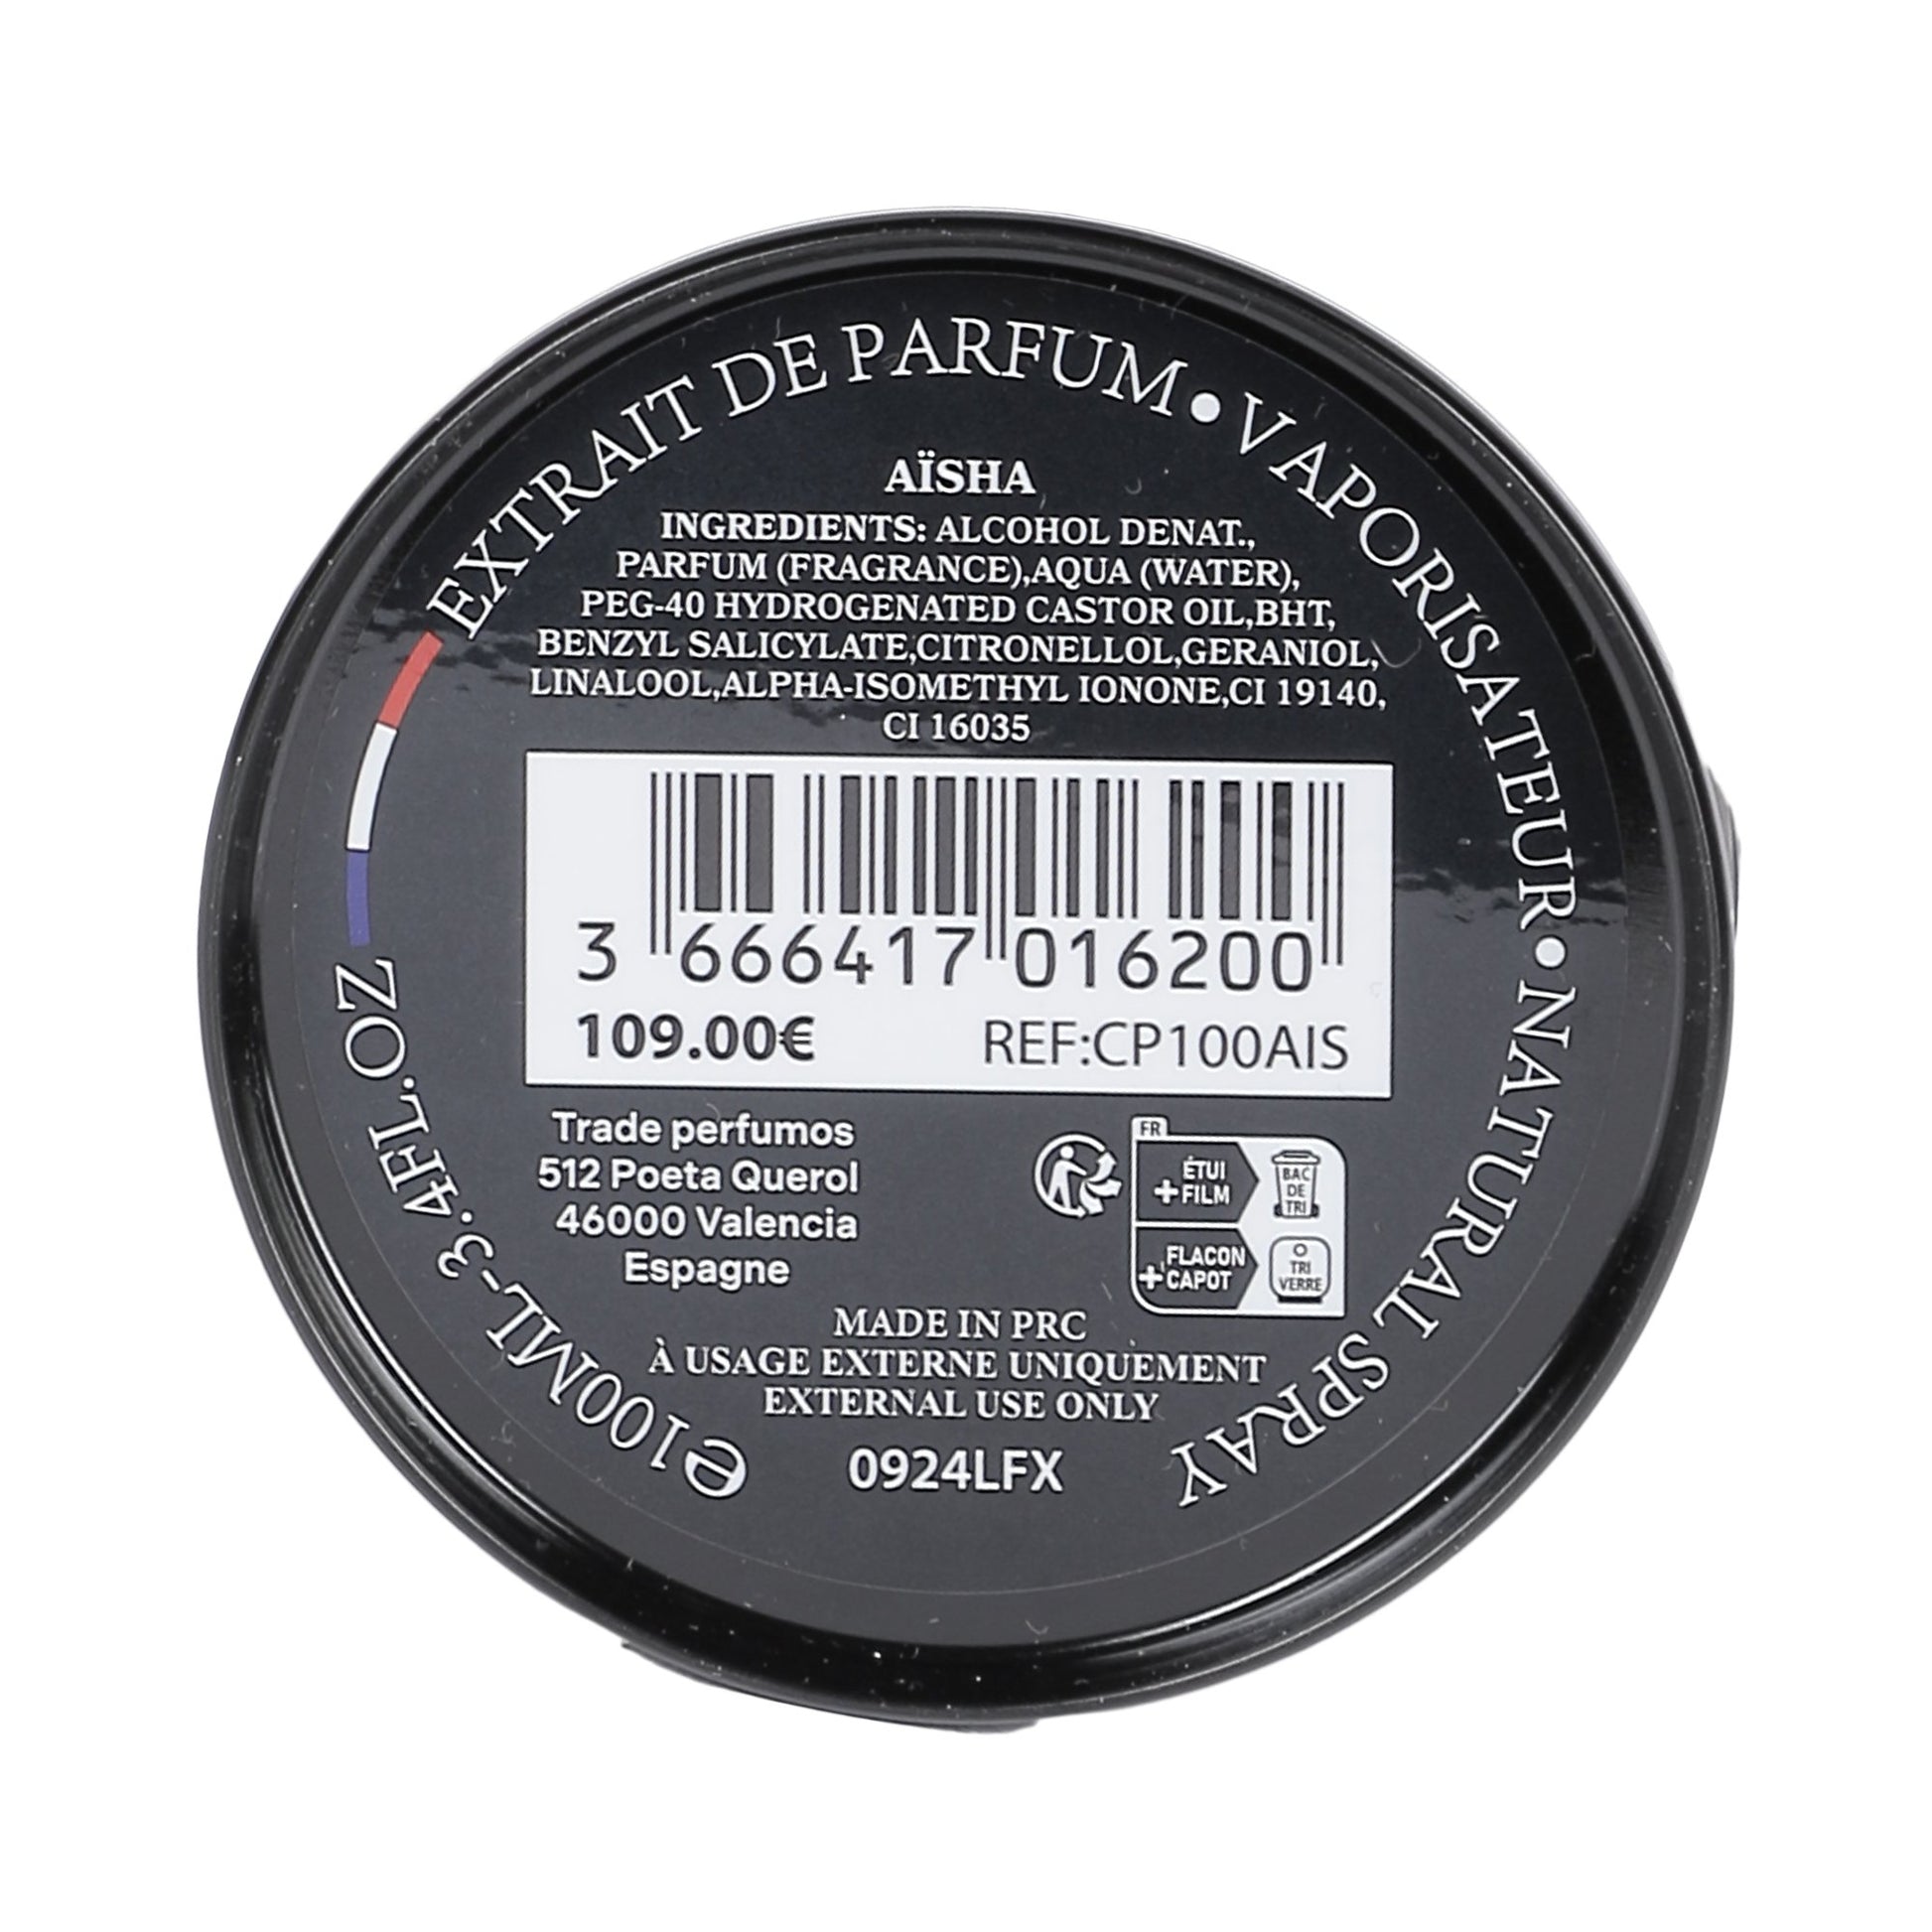 EXTRAIT DE PARFUM • VAPORISATEUR • NATURAL SPRAY
AÏSHA
INGREDIENTS: ALCOHOL DENAT.,
PARFUM (FRAGRANCE),AQUA (WATER),
PEG-40 HYDROGENATED CASTOR OIL,BHT,
BENZYL SALICYLATE,CITRONELLOL,GERANIOL,
LINALOOL,ALPHA-ISOMETHYL IONONE,CI 19140,
CI 16035
3 666417 016200
109.00€ REF:CP100AIS
Trade perfumos
512 Poeta Querol
46000 Valencia
Espagne
FR
ÉTUI
+FILM
BAC
DE
TRI
FLACON
+CAPOT
TRI
VERRE
MADE IN PRC
À USAGE EXTERNE UNIQUEMENT
EXTERNAL USE ONLY
0924LFX
℮100ML-3.4FL.OZ